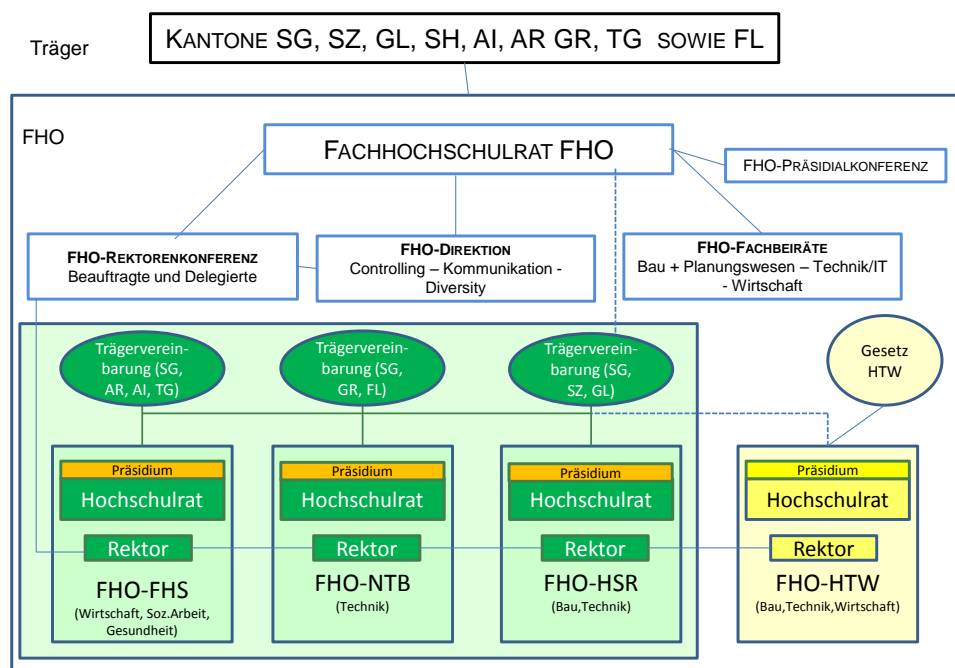 Träger
KANTONE SG, SZ, GL, SH, AI, AR GR, TG SOWIE FL
FHO
FACHHOCHSCHULRAT FHO
FHO-PRÄSIDIALKONFERENZ
FHO-REKTORENKONFERENZ
Beauftragte und Delegierte
FHO-DIREKTION
Controlling – Kommunikation -
Diversity
FHO-FACHBEIRÄTE
Bau + Planungswesen – Technik/IT
- Wirtschaft
Trägerverein-
barung (SG,
AR, AI, TG)
Trägerverein-
barung (SG,
GR, FL)
Trägerverein-
barung (SG,
SZ, GL)
Gesetz
HTW
Präsidium
Hochschulrat
Rektor
FHO-FHS
(Wirtschaft, Soz.Arbeit,
Gesundheit)
Präsidium
Hochschulrat
Rektor
FHO-NTB
(Technik)
Präsidium
Hochschulrat
Rektor
FHO-HSR
(Bau,Technik)
Präsidium
Hochschulrat
Rektor
FHO-HTW
(Bau,Technik,Wirtschaft)